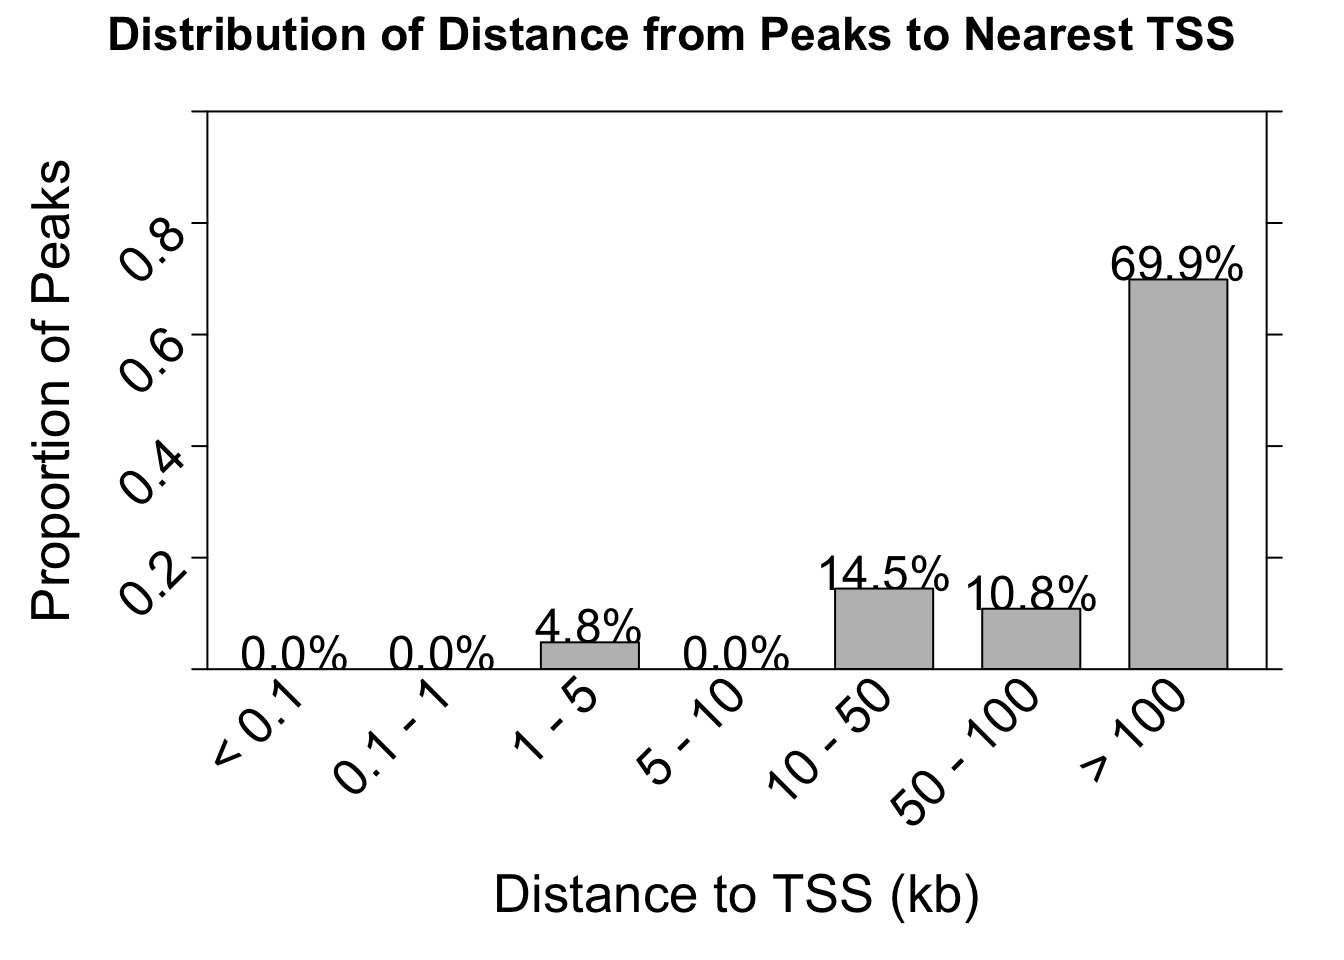 Distribution of Distance from Peaks to Nearest TSS
Proportion of Peaks
0.8
0.6
0.4
0.2
0.0%
0.0%
4.8%
0.0%
14.5%
10.8%
69.9%
< 0.1
0.1 - 1
1 - 5
5 - 10
10 - 50
50 - 100
> 100
Distance to TSS (kb)